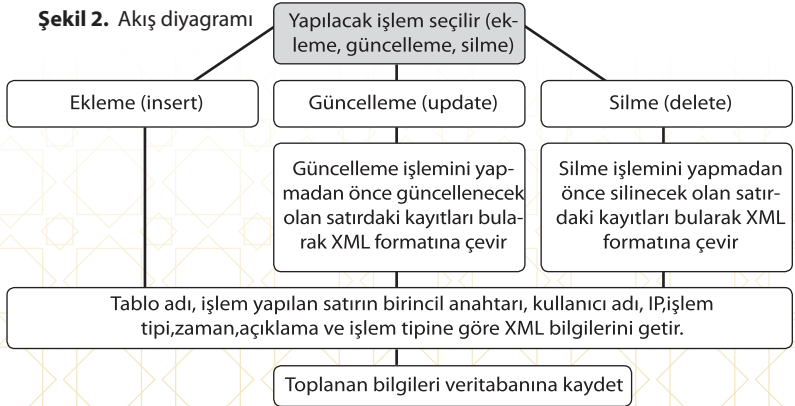 Şekil 2. Akış diyagramı
Yapılacak işlem seçilir (ek-
leme, güncelleme, silme)
Ekleme (insert)
Güncelleme (update)
Silme (delete)
Güncelleme işlemini yap-
madan önce güncellenecek
olan satırdaki kayıtları bula-
rak XML formatına çevir
Silme işlemini yapmadan
önce silinecek olan satır-
daki kayıtları bularak XML
formatına çevir
Tablo adı, işlem yapılan satırın birincil anahtarı, kullanıcı adı, IP,işlem
tipi,zaman,açıklama ve işlem tipine göre XML bilgilerini getir.
Toplanan bilgileri veritabanına kaydet